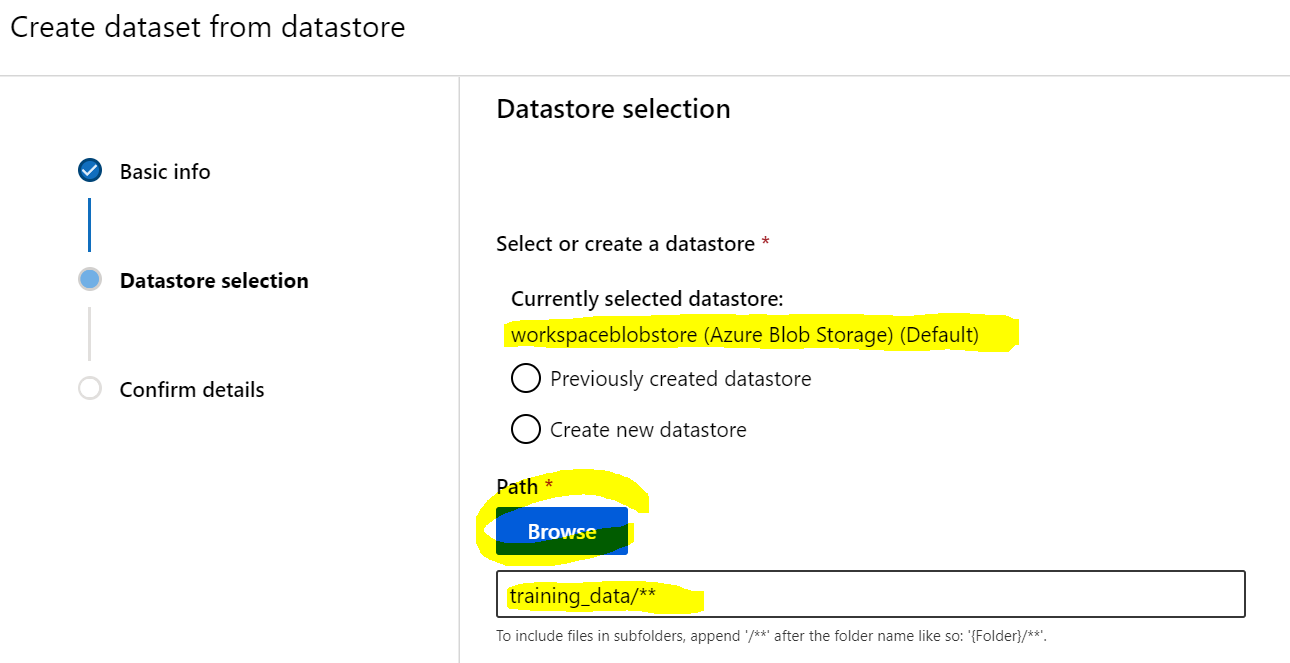 Create dataset from datastore
Basic info
Datastore selection
Confirm details
Datastore selection
Select or create a datastore *
Currently selected datastore:
workspaceblobstore (Azure Blob Storage) (Default)
Previously created datastore
Create new datastore
Path *
Browse
training_data/**
To include files in subfolders, append '/**' after the folder name like so: '{Folder}/**'.